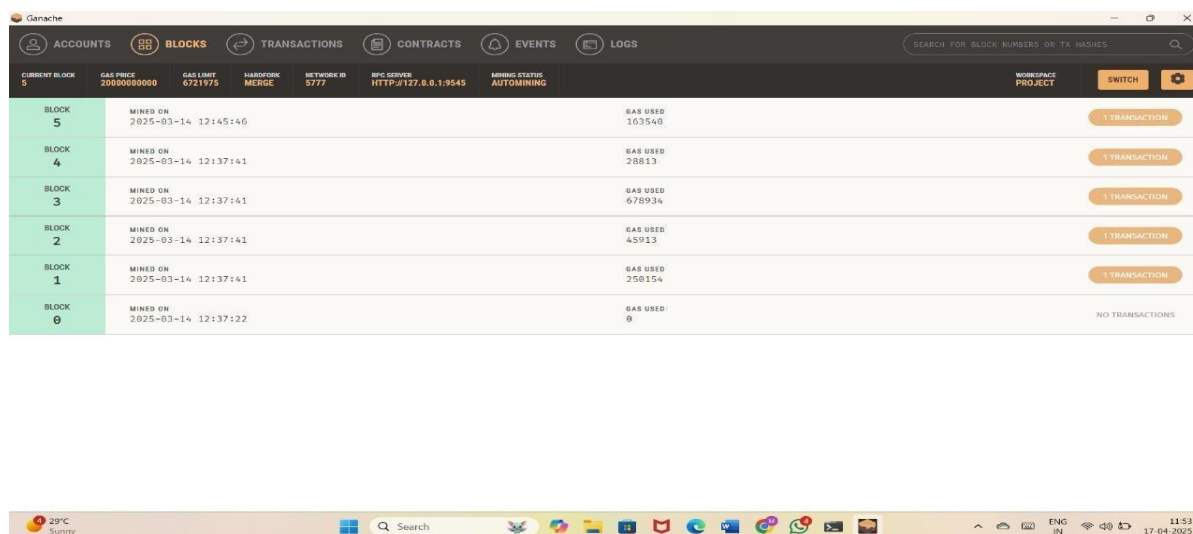 Ganache
ACCOUNTS BLOCKS TRANSACTIONS CONTRACTS EVENTS LOGS SEARCH FOR BLOCK NUMBERS OR TX HASHES
CURRENT BLOCK GAS PRICE GAS LIMIT HARDFORK NETWORK ID RPC SERVER MINING STATUS WORKSPACE
5 20000000000 6721975 MERGE 5777 HTTP://127.0.0.1:9545 AUTOMINING PROJECT SWITCH
BLOCK MINED ON GAS USED
5 2025-03-14 12:45:46 163540 1 TRANSACTION
BLOCK MINED ON GAS USED
4 2025-03-14 12:37:41 28813 1 TRANSACTION
BLOCK MINED ON GAS USED
3 2025-03-14 12:37:41 678934 1 TRANSACTION
BLOCK MINED ON GAS USED
2 2025-03-14 12:37:41 45913 1 TRANSACTION
BLOCK MINED ON GAS USED
1 2025-03-14 12:37:41 250154 1 TRANSACTION
BLOCK MINED ON GAS USED
0 2025-03-14 12:37:22 0 NO TRANSACTIONS
4 29°C Search ENG 11:53
Sunny IN 17-04-2025